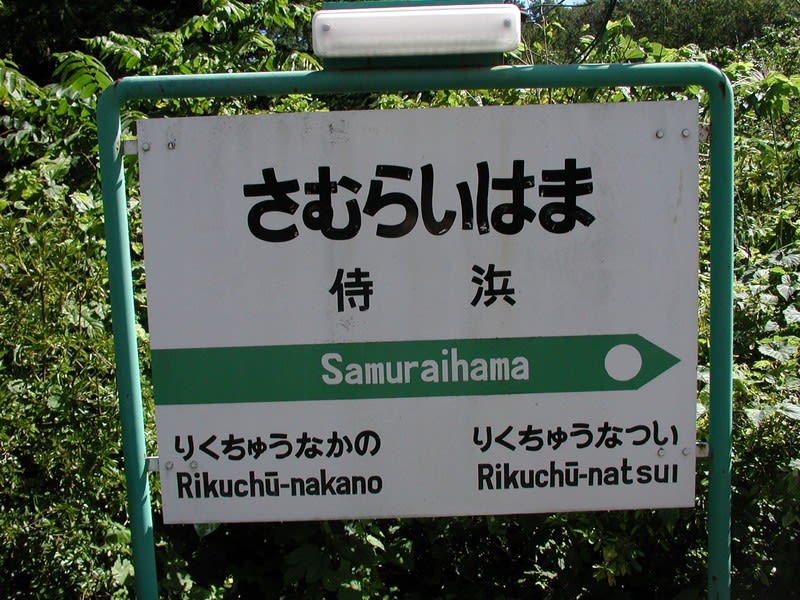 さむらいはま
侍浜
Samuraihama
りくちゅうなかの りくちゅうなつい
Rikuchū-nakano Rikuchū-natsui